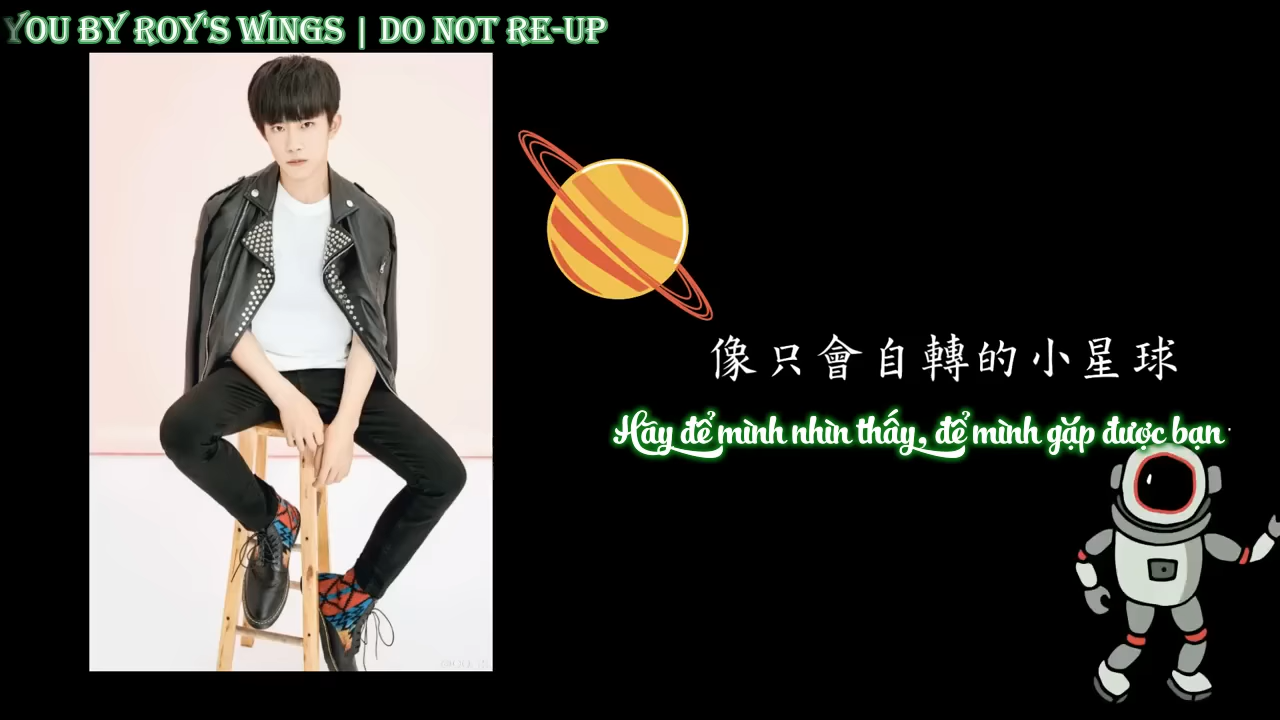 YOU BY ROY'S WINGS | DO NOT RE-UP
像只會自轉的小星球
Hãy để mình nhìn thấy, để mình gặp được bạn